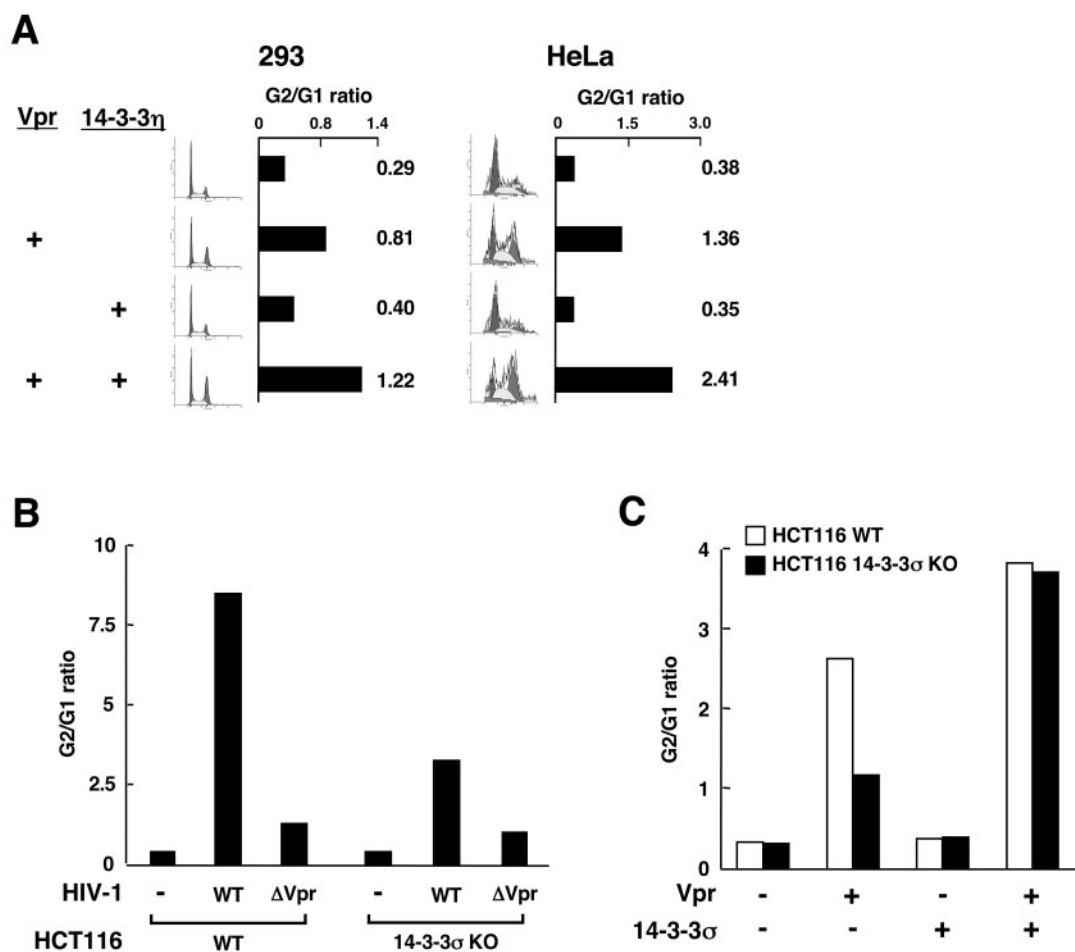 A
293
HeLa
G2/G1 ratio
G2/G1 ratio
Vpr 14-3-3η
0 0.8 1.4
0 1.5 3.0
0.29
0.38
+
0.81
1.36
+
0.40
0.35
+ +
1.22
2.41
B
10
7.5
5
2.5
0
G2/G1 ratio
HIV-1 - WT ΔVpr - WT ΔVpr
HCT116 WT 14-3-3σ KO
C
HCT116 WT
HCT116 14-3-3σ KO
4
3
2
1
0
G2/G1 ratio
Vpr - + - +
14-3-3σ - - + +